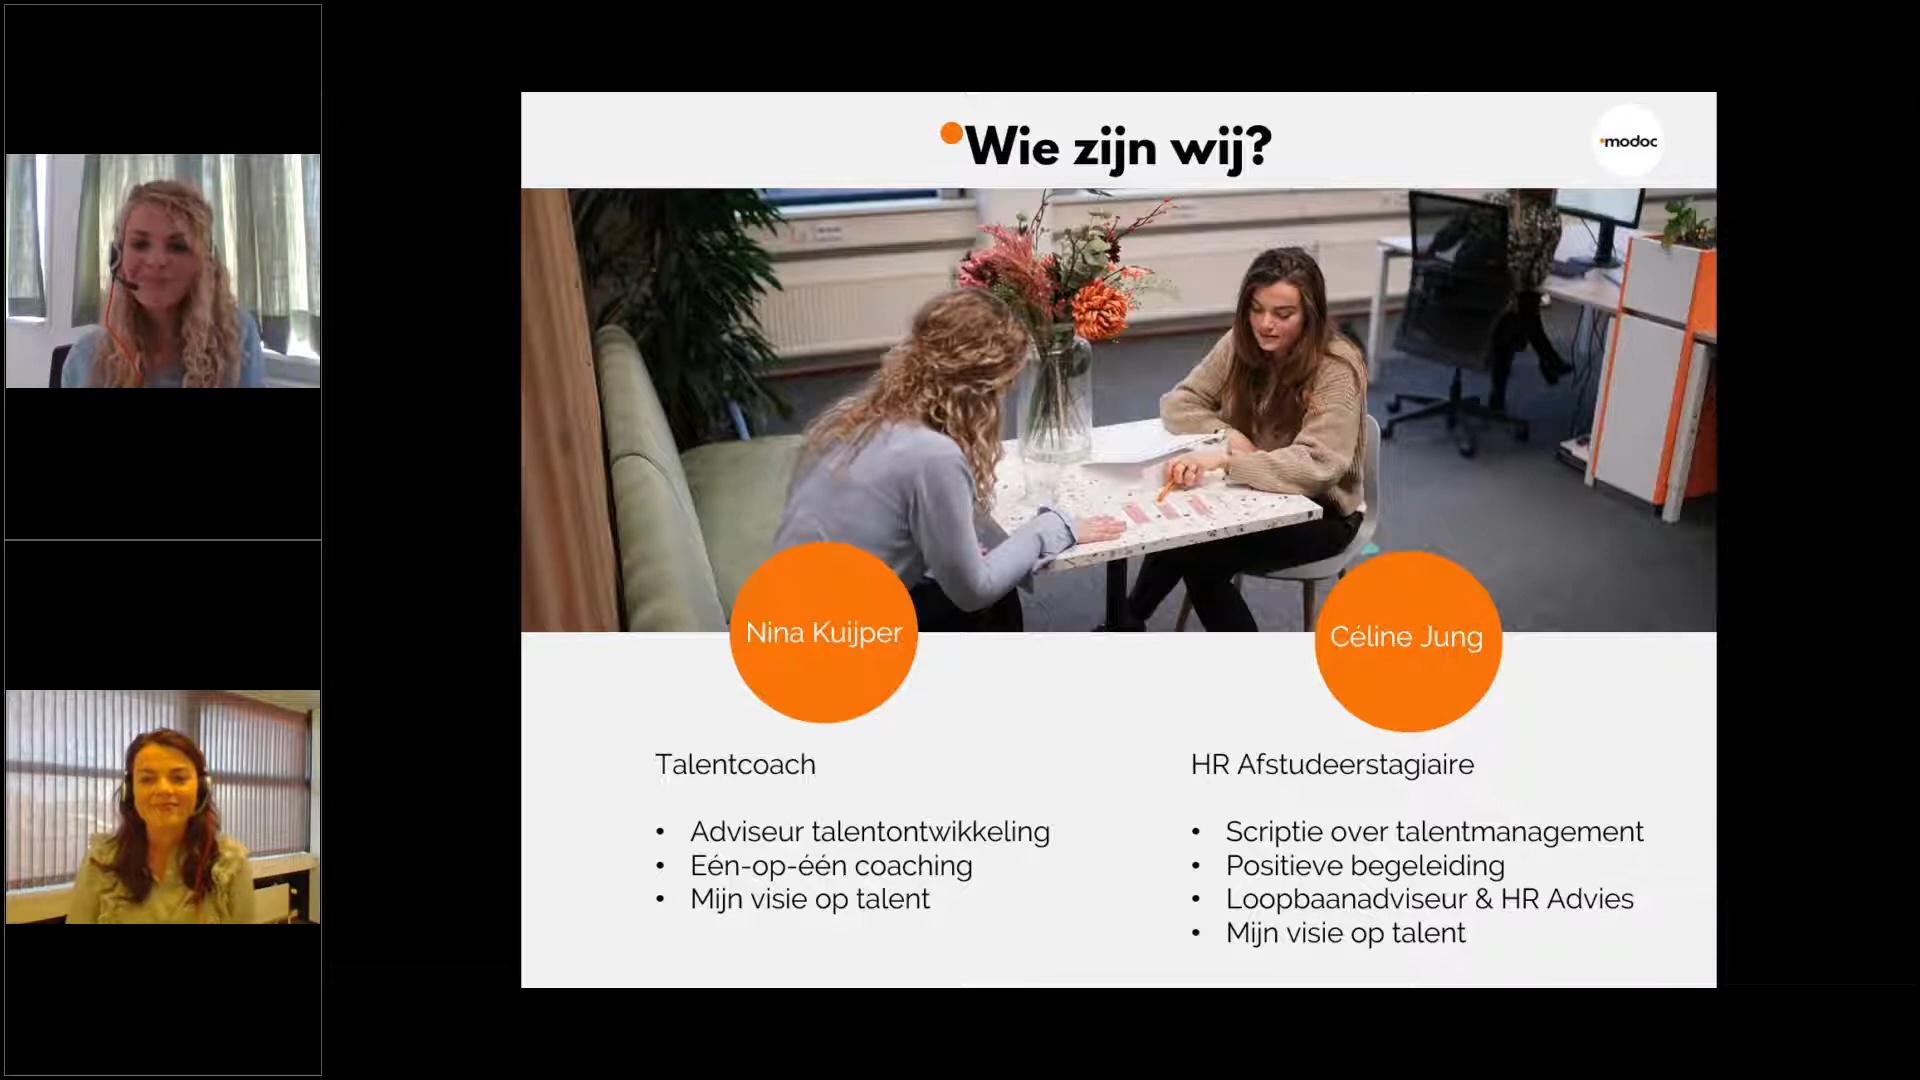 Wie zijn wij?
modoc
Nina Kuijper
Céline Jung
Talentcoach
• Adviseur talentontwikkeling
• Eén-op-één coaching
• Mijn visie op talent
HR Afstudeerstagiaire
• Scriptie over talentmanagement
• Positieve begeleiding
• Loopbaanadviseur & HR Advies
• Mijn visie op talent